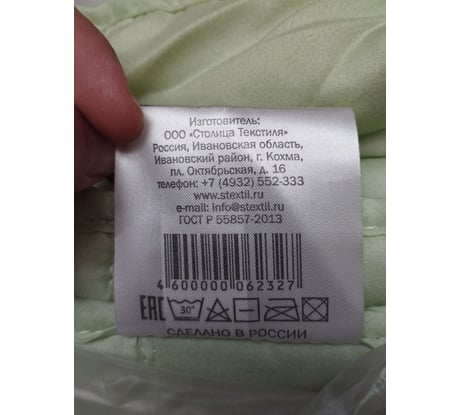 Изготовитель:
ООО «Столица Текстиля»
Россия, Ивановская область,
Ивановский район, г. Кохма,
пл. Октябрьская, д. 16
телефон: +7 (4932) 552-333
www.stextil.ru
e-mail: info@stextil.ru
ГОСТ Р 55857-2013
4 600000 062327
EAC 30°
СДЕЛАНО В РОССИИ